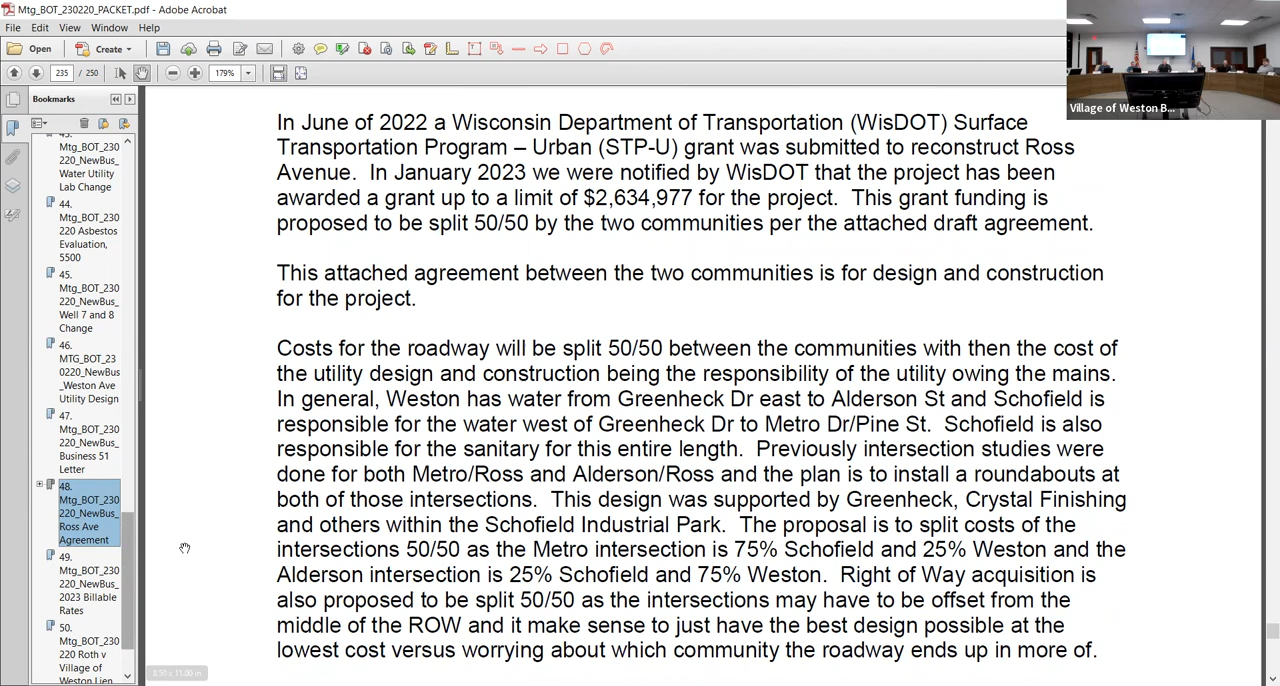 Mtg_BOT_230220_PACKET.pdf - Adobe Acrobat
File Edit View Window Help
Open Create
235 / 250 179%
Village of Weston B...
Bookmarks
45.
Mtg_BOT_230
220_NewBus_
Water Utility
Lab Change
44.
Mtg_BOT_230
220 Asbestos
Evaluation,
5500
45.
Mtg_BOT_230
220_NewBus_
Well 7 and 8
Change
46.
MTG_BOT_23
0220_NewBus
_Weston Ave
Utility Design
47.
Mtg_BOT_230
220_NewBus_
Business 51
Letter
48.
Mtg_BOT_230
220_NewBus_
Ross Ave
Agreement
49.
Mtg_BOT_230
220_NewBus_
2023 Billable
Rates
50.
Mtg_BOT_230
220 Roth v
Village of
Weston Lien
In June of 2022 a Wisconsin Department of Transportation (WisDOT) Surface
Transportation Program – Urban (STP-U) grant was submitted to reconstruct Ross
Avenue. In January 2023 we were notified by WisDOT that the project has been
awarded a grant up to a limit of $2,634,977 for the project. This grant funding is
proposed to be split 50/50 by the two communities per the attached draft agreement.
This attached agreement between the two communities is for design and construction
for the project.
Costs for the roadway will be split 50/50 between the communities with then the cost of
the utility design and construction being the responsibility of the utility owing the mains.
In general, Weston has water from Greenheck Dr east to Alderson St and Schofield is
responsible for the water west of Greenheck Dr to Metro Dr/Pine St. Schofield is also
responsible for the sanitary for this entire length. Previously intersection studies were
done for both Metro/Ross and Alderson/Ross and the plan is to install a roundabouts at
both of those intersections. This design was supported by Greenheck, Crystal Finishing
and others within the Schofield Industrial Park. The proposal is to split costs of the
intersections 50/50 as the Metro intersection is 75% Schofield and 25% Weston and the
Alderson intersection is 25% Schofield and 75% Weston. Right of Way acquisition is
also proposed to be split 50/50 as the intersections may have to be offset from the
middle of the ROW and it make sense to just have the best design possible at the
lowest cost versus worrying about which community the roadway ends up in more of.
8.50 x 11.00 in